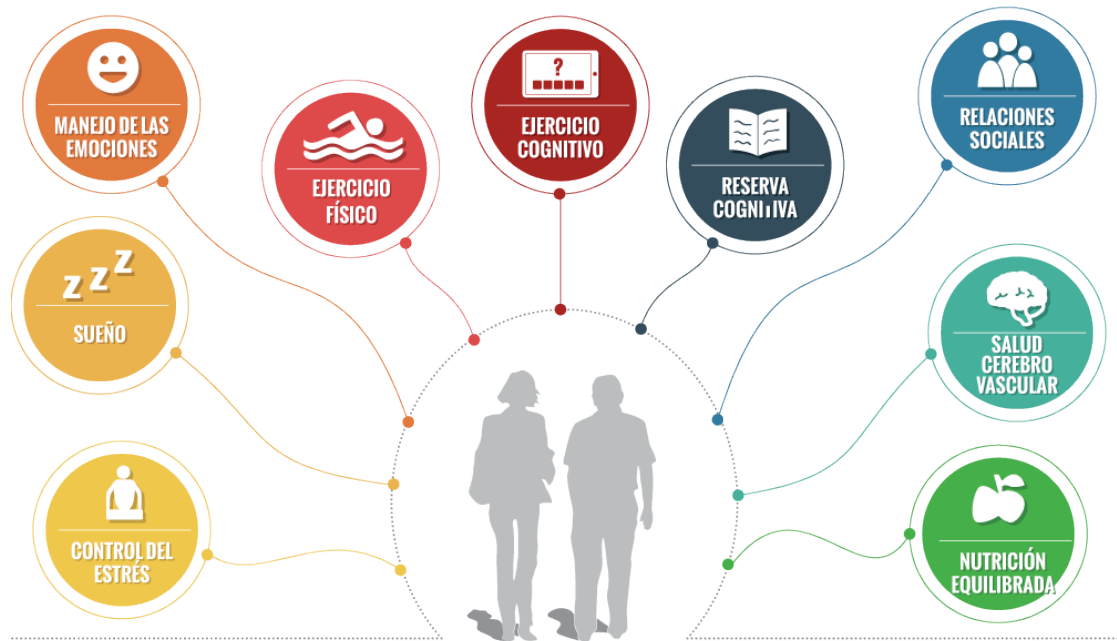 MANEJO DE LAS
EMOCIONES
EJERCICIO
FÍSICO
?
EJERCICIO
COGNITIVO
RESERVA
COGNITIVA
RELACIONES
SOCIALES
Z Z Z
SUEÑO
SALUD
CEREBRO
VASCULAR
CONTROL DEL
ESTRÉS
NUTRICIÓN
EQUILIBRADA